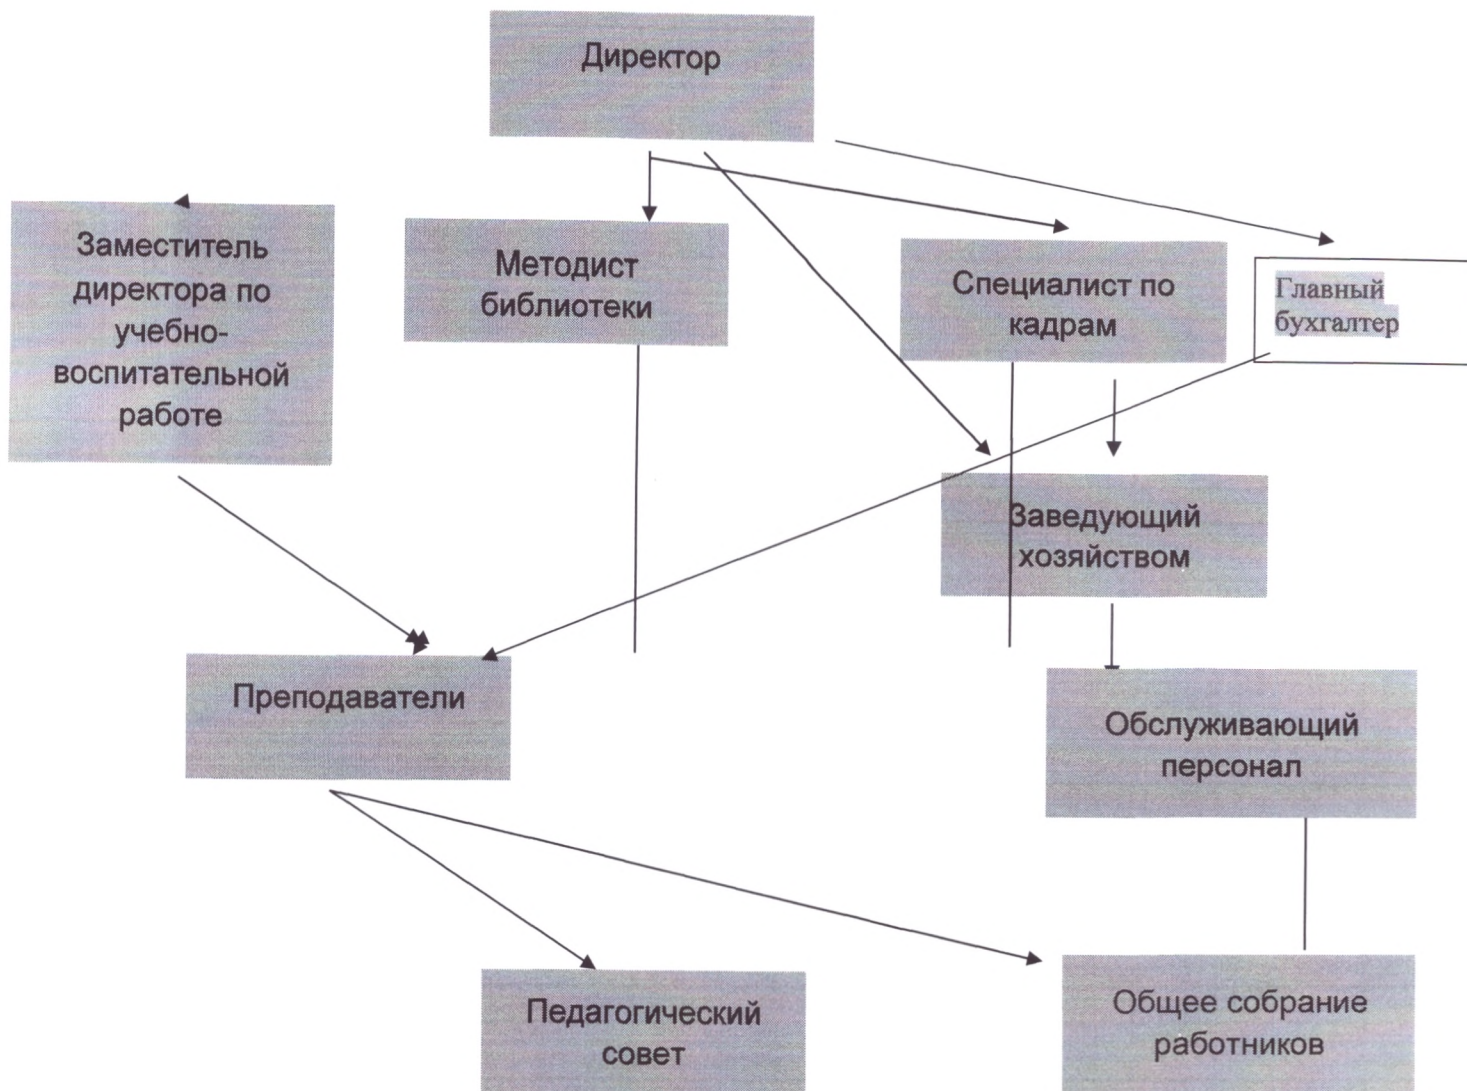 Директор
Заместитель
директора по
учебно-
воспитательной
работе
Методист
библиотеки
Специалист по
кадрам
Главный
бухгалтер
Заведующий
хозяйством
Преподаватели
Обслуживающий
персонал
Педагогический
совет
Общее собрание
работников